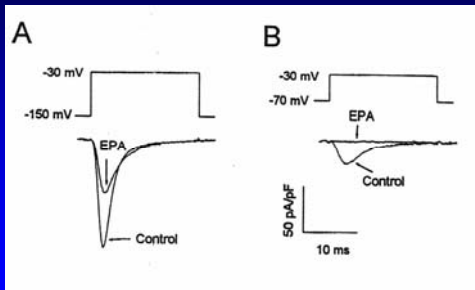 A
-30 mV
-150 mV
EPA
Control
B
-30 mV
-70 mV
EPA
Control
50 pA/pF
10 ms